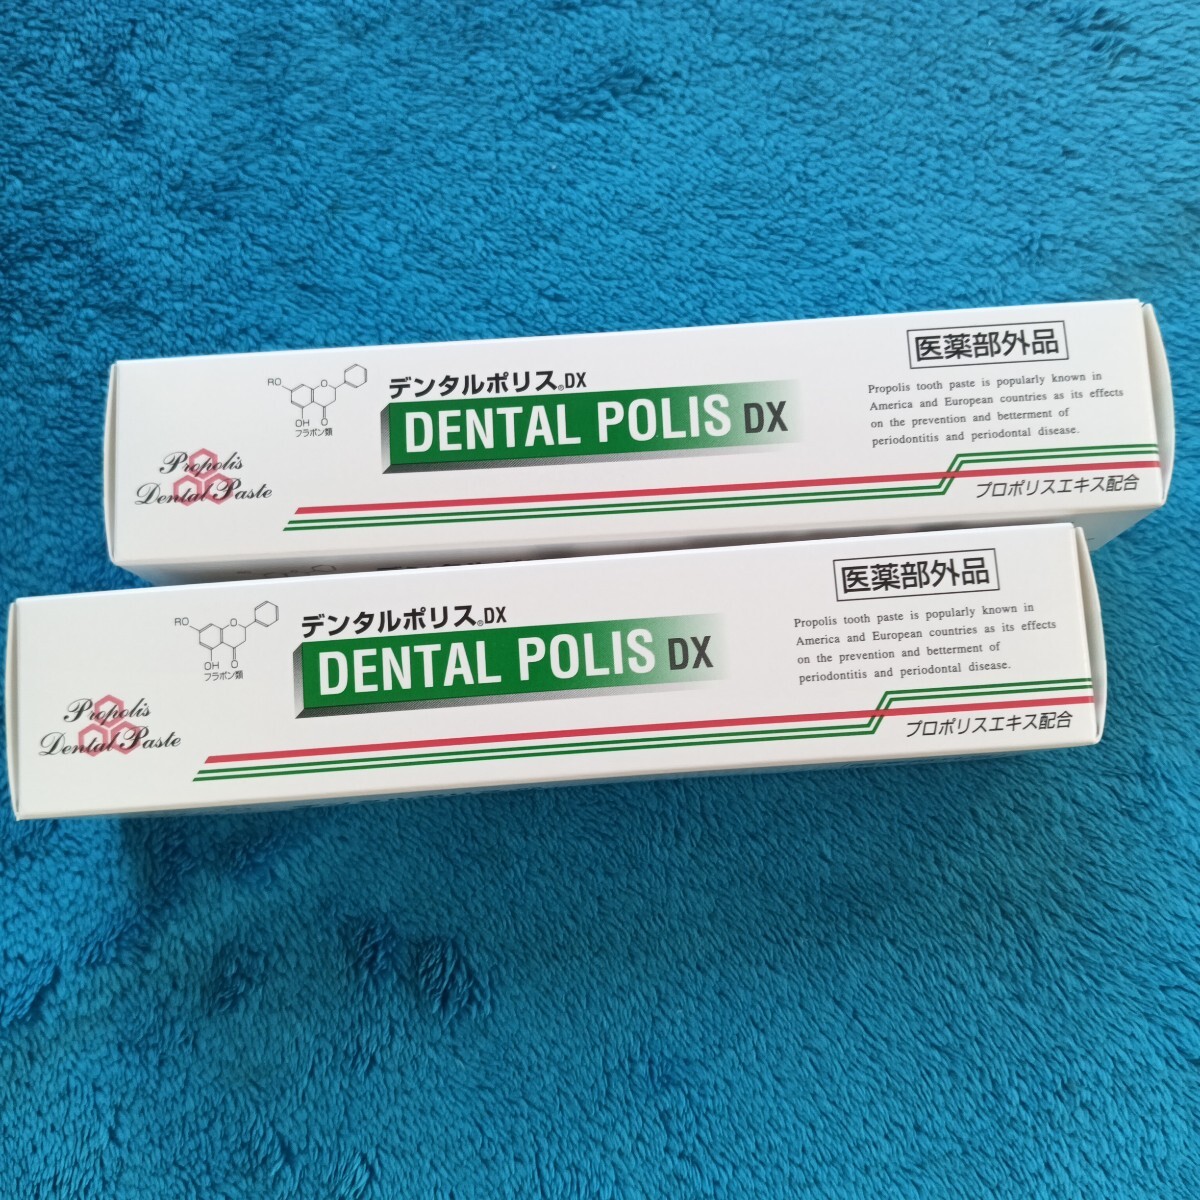 RO
O
OH
O
フラボン類
Propolis
Dental Paste
デンタルポリス®DX
DENTAL POLIS DX
医薬部外品
Propolis tooth paste is popularly known in
America and European countries as its effects
on the prevention and betterment of
periodontitis and periodontal disease.
プロポリスエキス配合
RO
O
OH
O
フラボン類
Propolis
Dental Paste
デンタルポリス®DX
DENTAL POLIS DX
医薬部外品
Propolis tooth paste is popularly known in
America and European countries as its effects
on the prevention and betterment of
periodontitis and periodontal disease.
プロポリスエキス配合